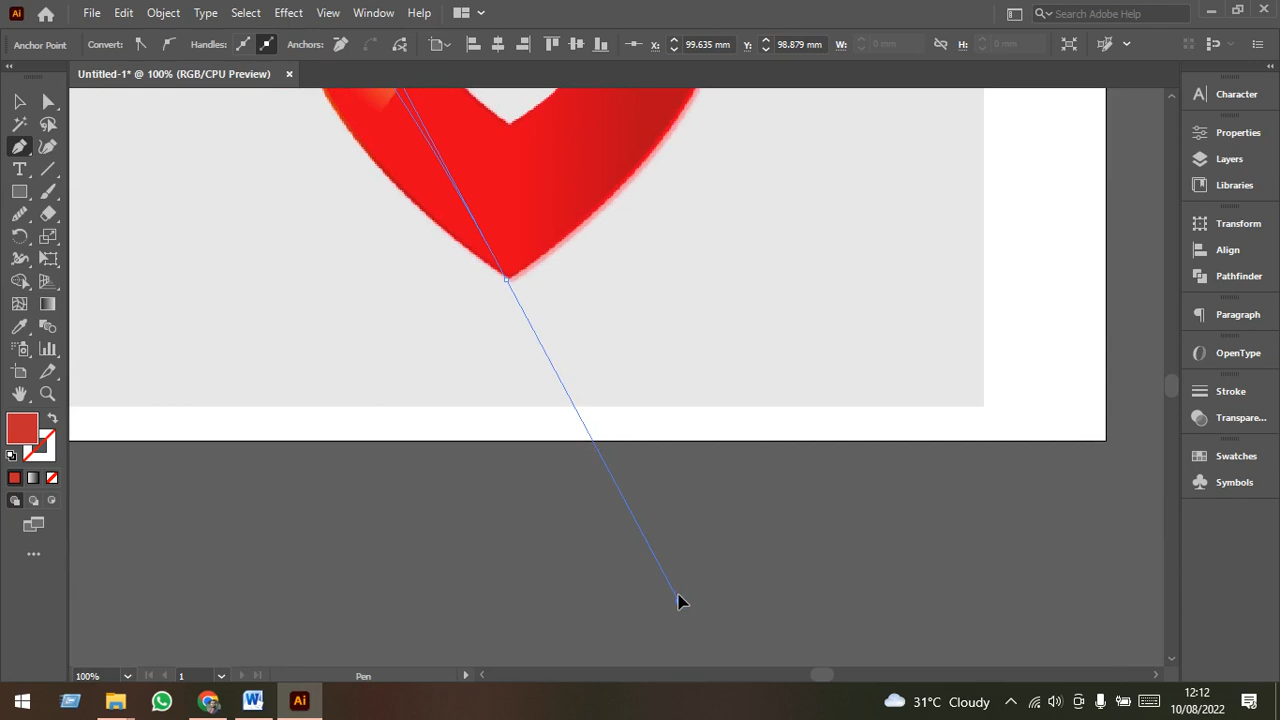 Ai File Edit Object Type Select Effect View Window Help Search Adobe Help
Anchor Point Convert: Handles: Anchors: X: 99.635 mm Y: 98.879 mm W: 0 mm H: 0 mm
Untitled-1* @ 100% (RGB/CPU Preview)
Character
Properties
Layers
Libraries
Transform
Align
Pathfinder
Paragraph
OpenType
Stroke
Transpare...
Swatches
Symbols
100% 1 Pen
W Ai 31°C Cloudy 12:12
10/08/2022